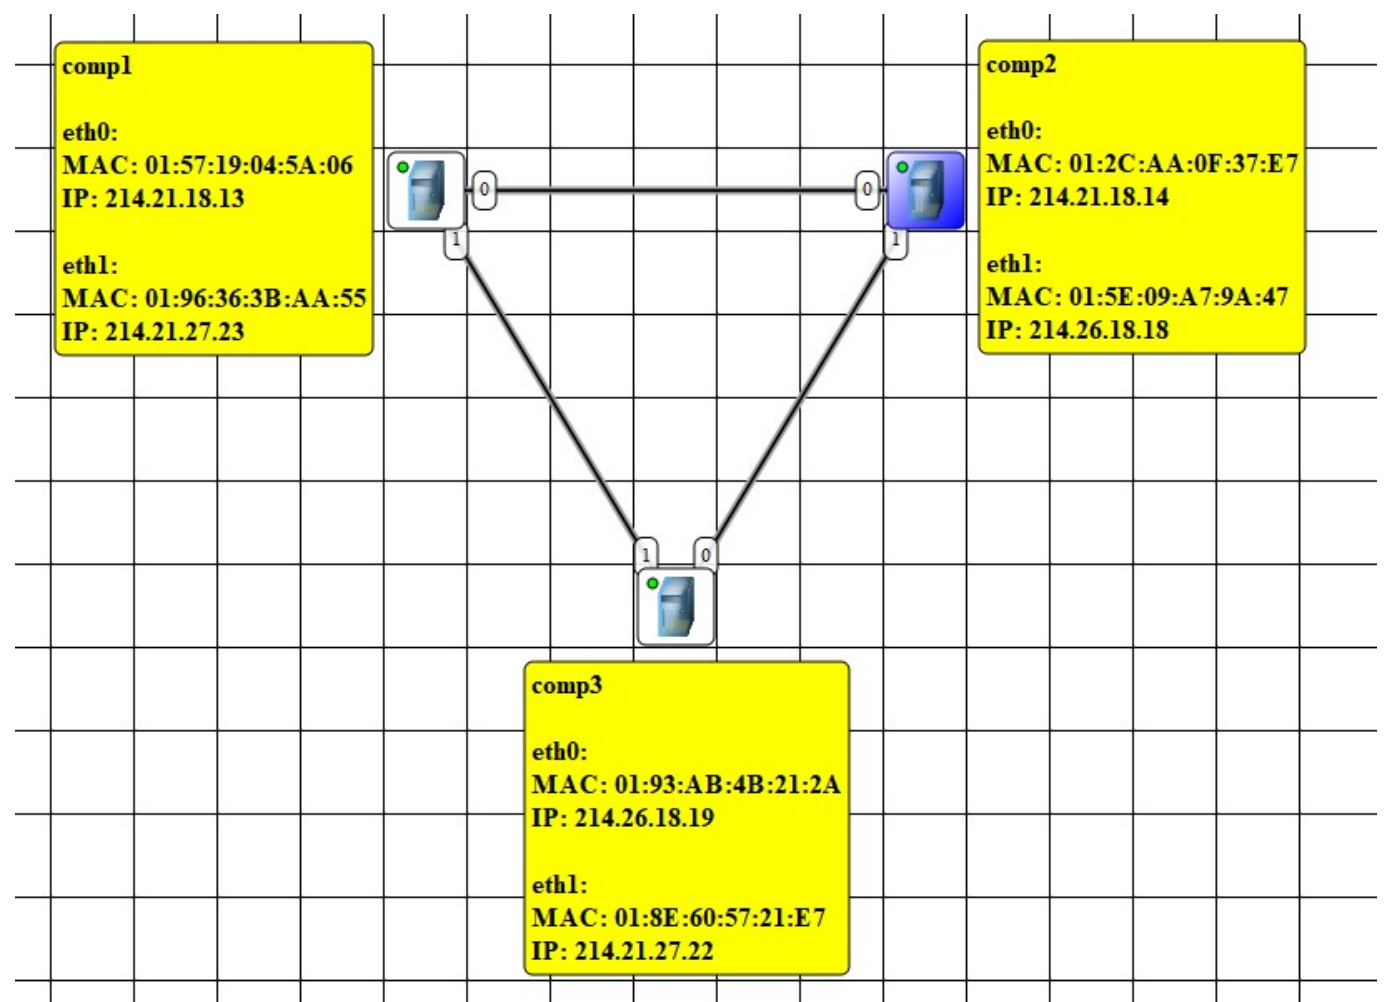 comp1
eth0:
MAC: 01:57:19:04:5A:06
IP: 214.21.18.13
eth1:
MAC: 01:96:36:3B:AA:55
IP: 214.21.27.23
0
1
0
1
comp2
eth0:
MAC: 01:2C:AA:0F:37:E7
IP: 214.21.18.14
eth1:
MAC: 01:5E:09:A7:9A:47
IP: 214.26.18.18
1
0
comp3
eth0:
MAC: 01:93:AB:4B:21:2A
IP: 214.26.18.19
eth1:
MAC: 01:8E:60:57:21:E7
IP: 214.21.27.22